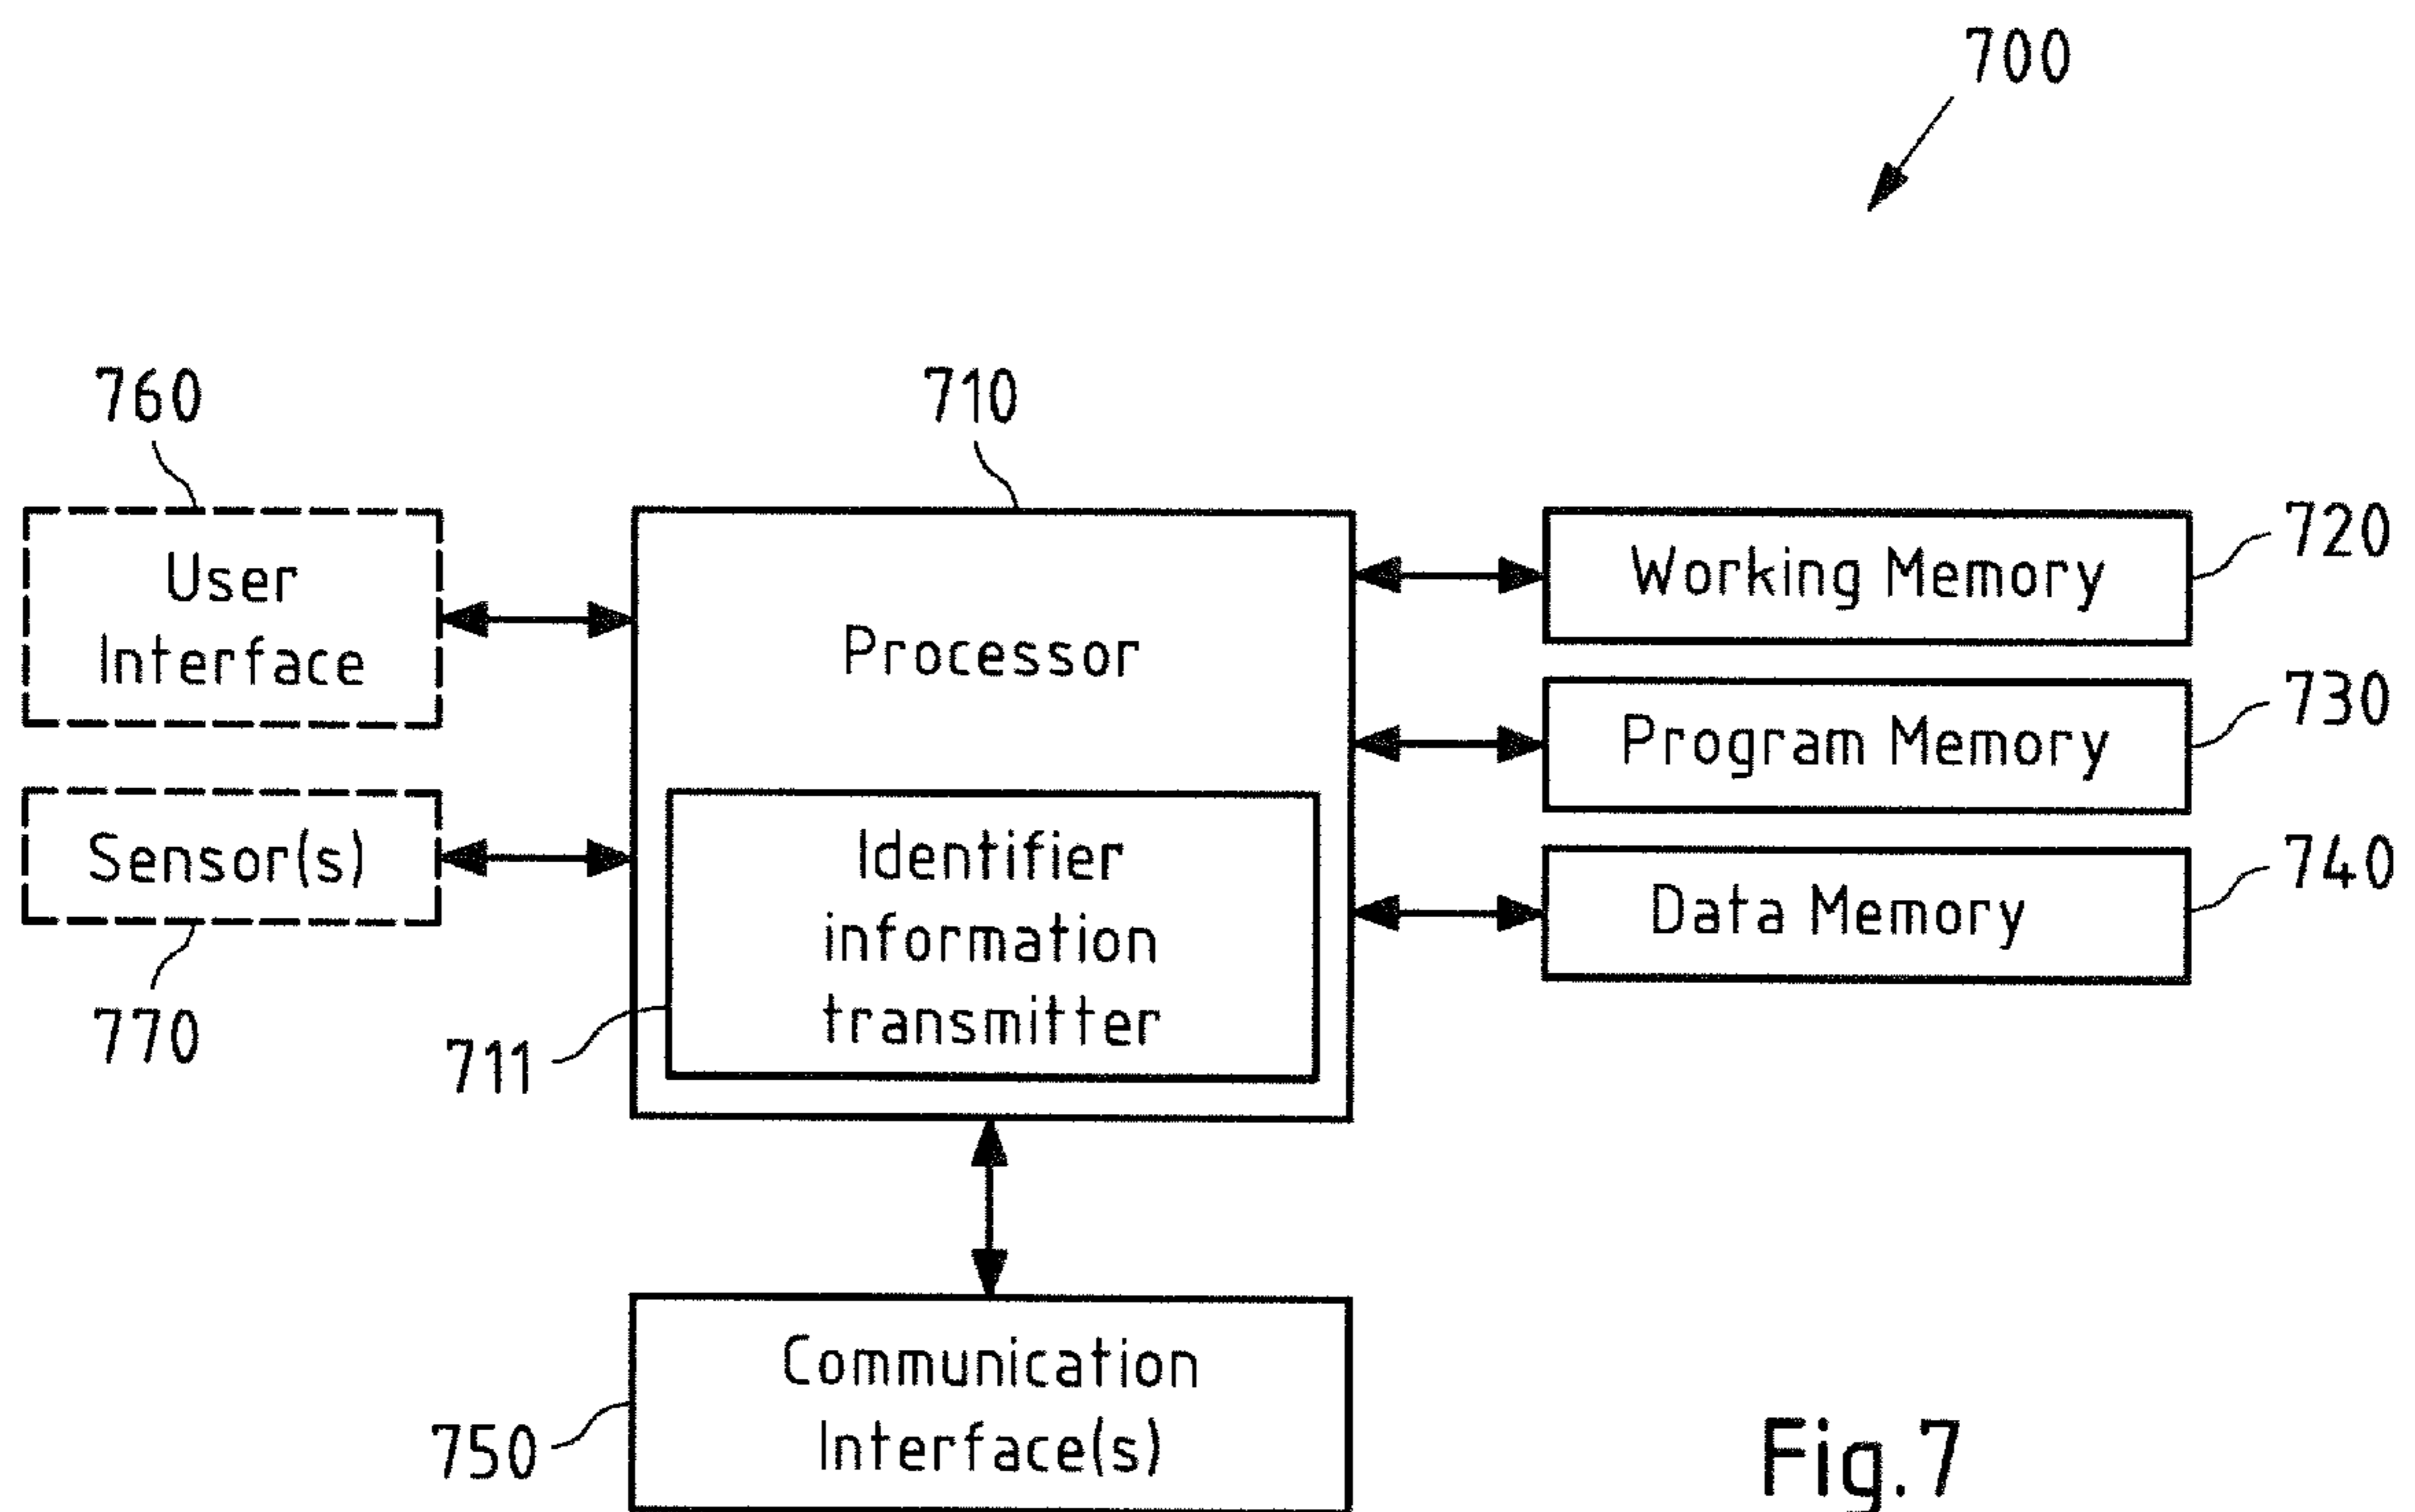 700
760
710
User
Interface
Processor
Working Memory
720
Program Memory
730
Sensor(s)
770
Identifier
information
transmitter
711
Data Memory
740
Communication
Interface(s)
750
Fig.7